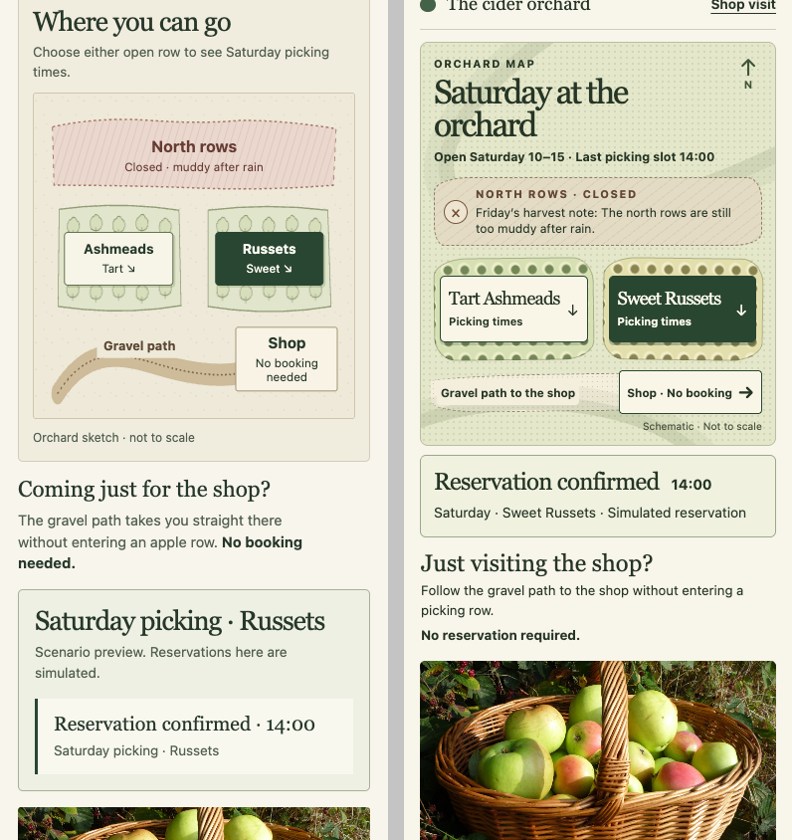 Where you can go
Choose either open row to see Saturday picking
times.
North rows
Closed · muddy after rain
Ashmeads
Tart ↘
Russets
Sweet ↘
Gravel path
Shop
No booking
needed
Orchard sketch · not to scale
Coming just for the shop?
The gravel path takes you straight there
without entering an apple row. No booking
needed.
Saturday picking · Russets
Scenario preview. Reservations here are
simulated.
Reservation confirmed · 14:00
Saturday picking · Russets
The cider orchard
Shop visit
ORCHARD MAP
N
Saturday at the
orchard
Open Saturday 10–15 · Last picking slot 14:00
NORTH ROWS · CLOSED
Friday's harvest note: The north rows are still
too muddy after rain.
Tart Ashmeads
Picking times ↓
Sweet Russets
Picking times ↓
Gravel path to the shop
Shop · No booking →
Schematic · Not to scale
Reservation confirmed 14:00
Saturday · Sweet Russets · Simulated reservation
Just visiting the shop?
Follow the gravel path to the shop without entering a
picking row.
No reservation required.